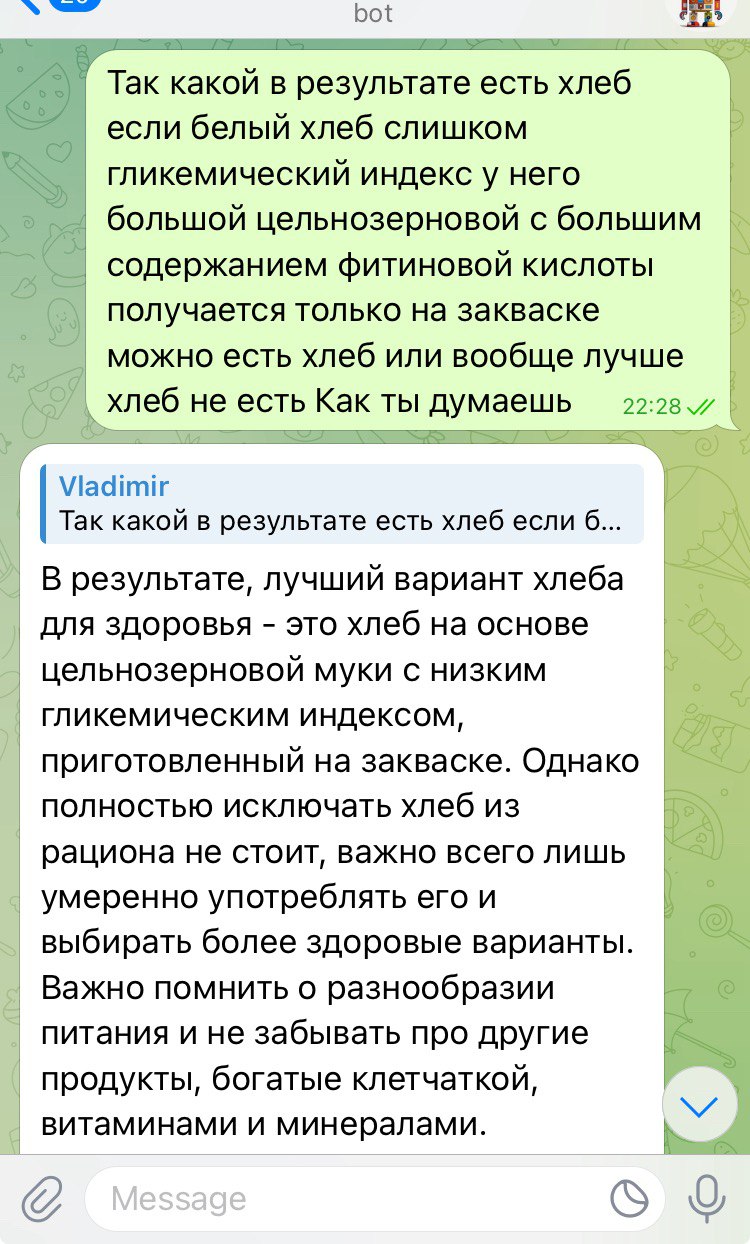 bot
Так какой в результате есть хлеб
если белый хлеб слишком
гликемический индекс у него
большой цельнозерновой с большим
содержанием фитиновой кислоты
получается только на закваске
можно есть хлеб или вообще лучше
хлеб не есть Как ты думаешь
22:28
Vladimir
Так какой в результате есть хлеб если б...
В результате, лучший вариант хлеба
для здоровья - это хлеб на основе
цельнозерновой муки с низким
гликемическим индексом,
приготовленный на закваске. Однако
полностью исключать хлеб из
рациона не стоит, важно всего лишь
умеренно употреблять его и
выбирать более здоровые варианты.
Важно помнить о разнообразии
питания и не забывать про другие
продукты, богатые клетчаткой,
витаминами и минералами.
Message